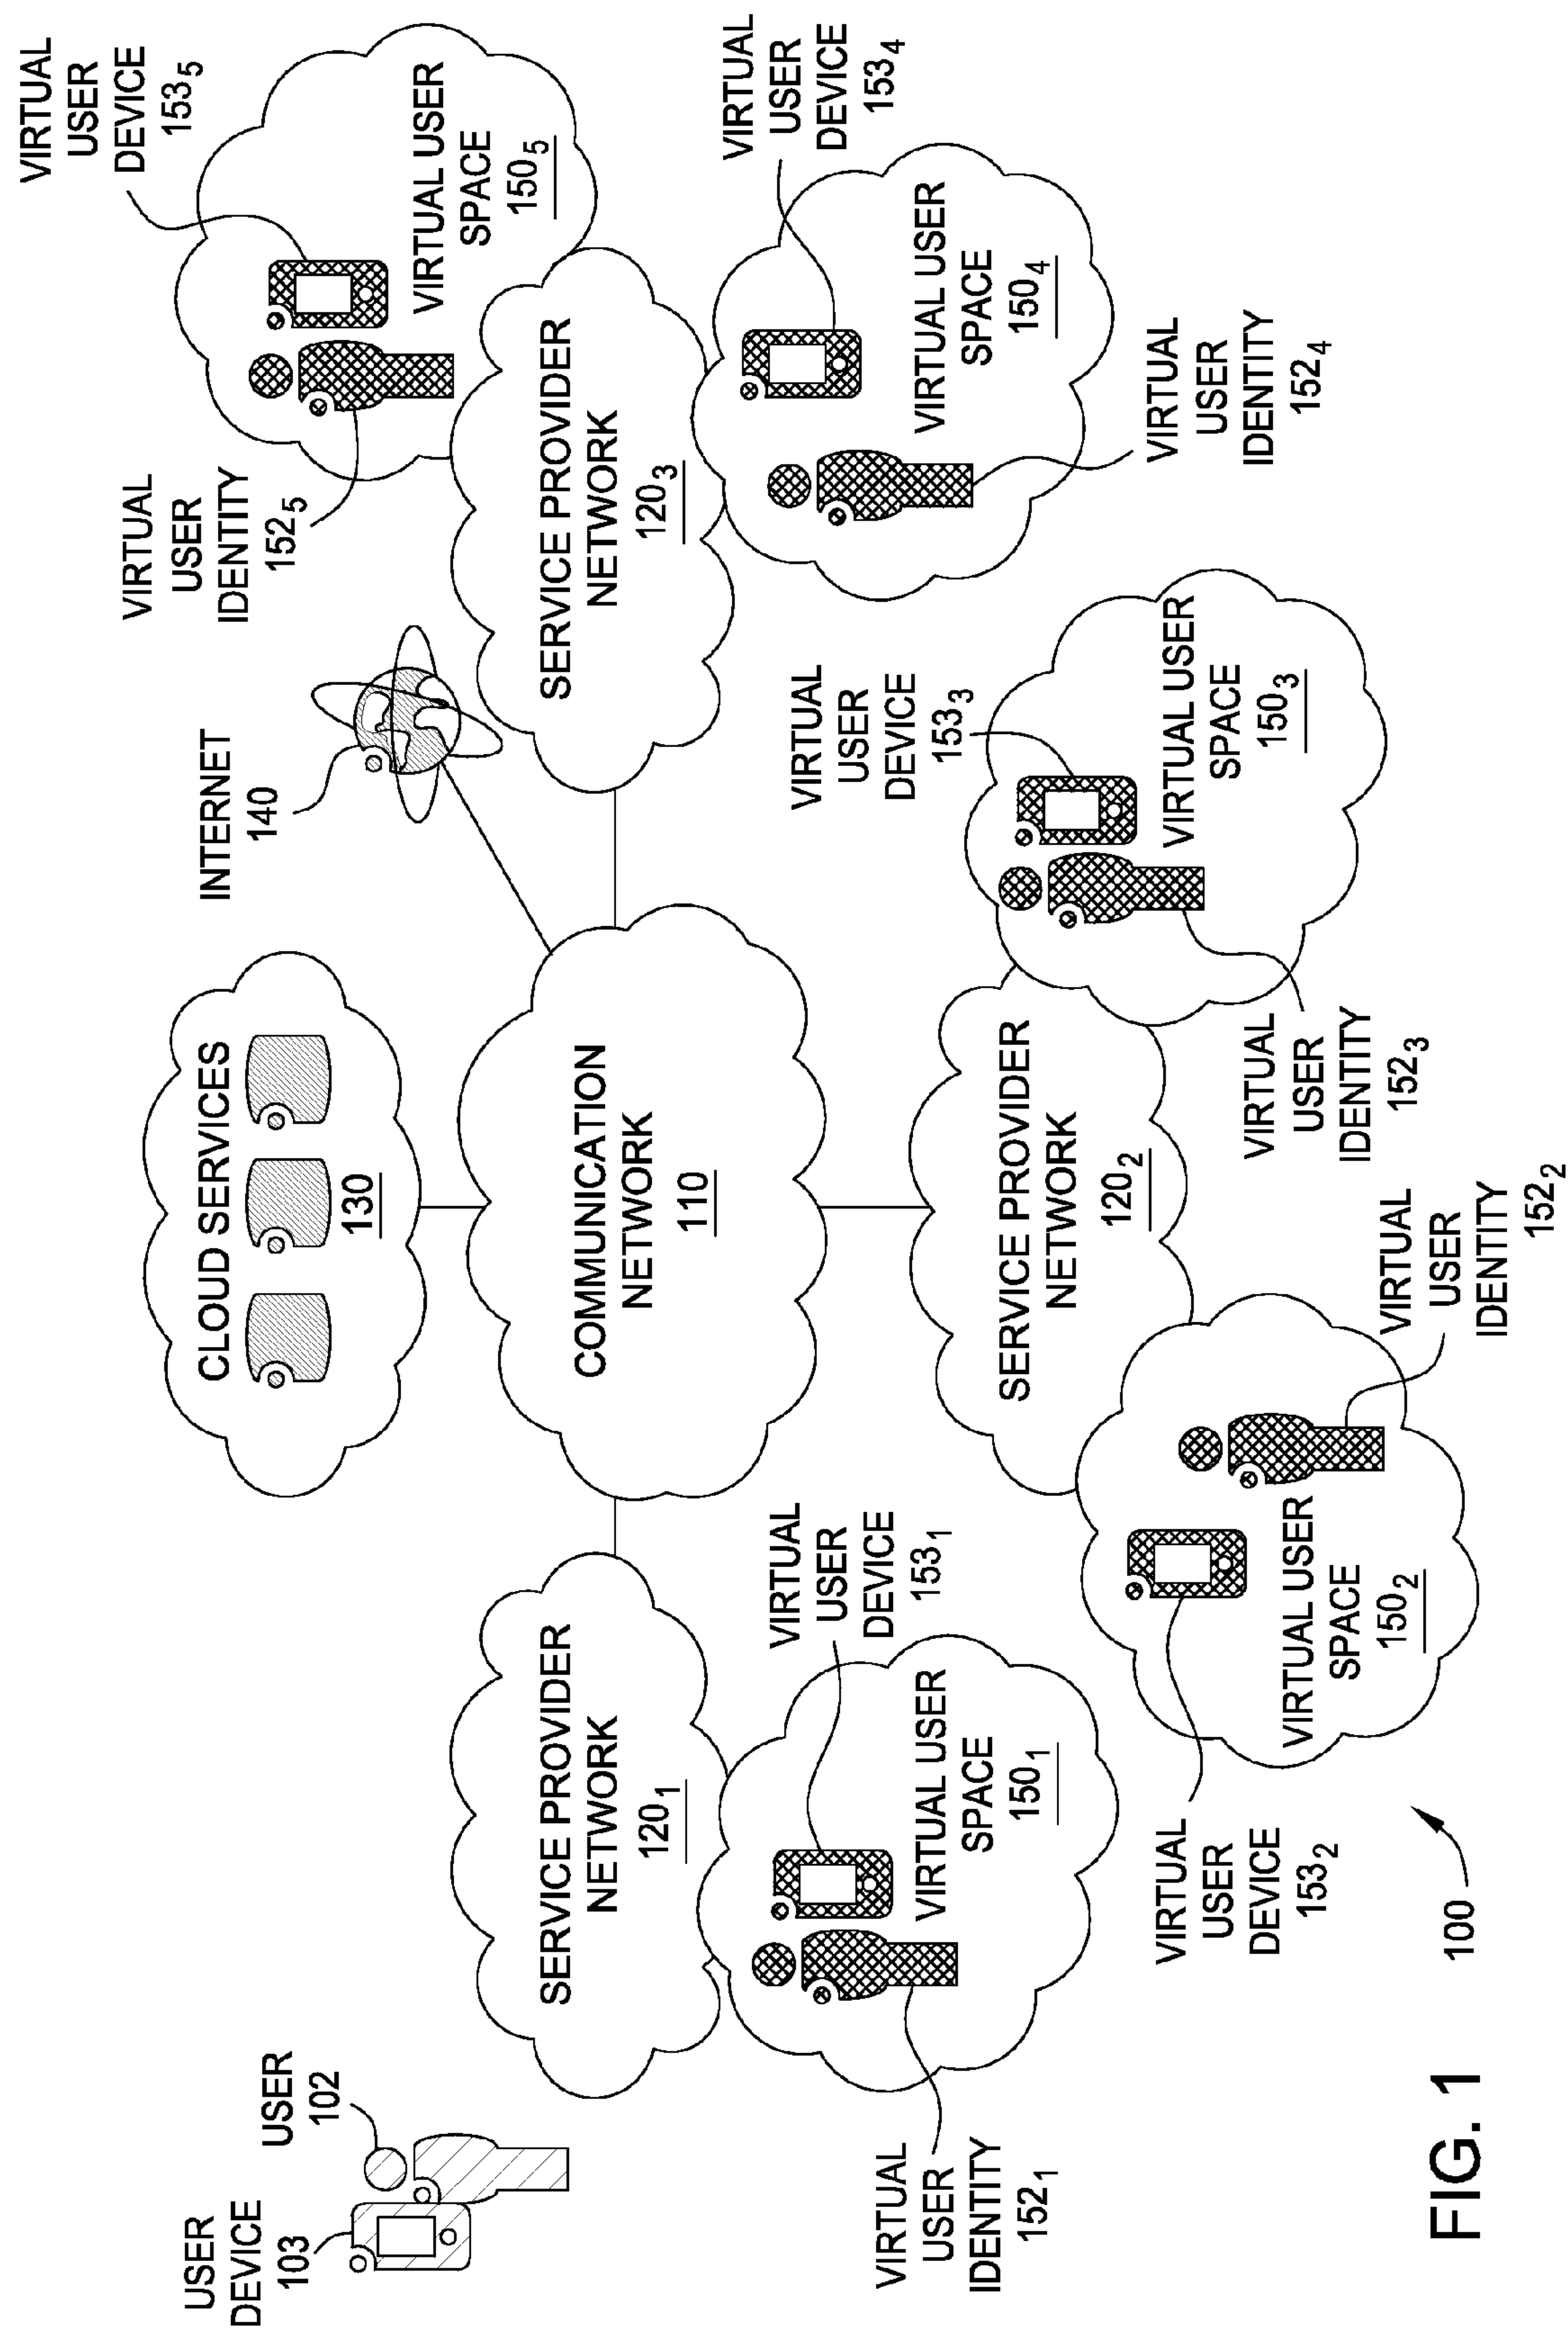 USER
DEVICE
103
USER
102
CLOUD SERVICES
130
INTERNET
140
VIRTUAL
USER
IDENTITY
152₅
VIRTUAL
USER
DEVICE
153₅
VIRTUAL USER
SPACE
150₅
SERVICE PROVIDER
NETWORK
120₁
COMMUNICATION
NETWORK
110
SERVICE PROVIDER
NETWORK
120₃
VIRTUAL
USER
DEVICE
153₁
VIRTUAL USER
SPACE
150₁
VIRTUAL
USER
IDENTITY
152₁
SERVICE PROVIDER
NETWORK
120₂
VIRTUAL
USER
DEVICE
153₃
VIRTUAL USER
SPACE
150₃
VIRTUAL
USER
IDENTITY
152₃
VIRTUAL
USER
DEVICE
153₄
VIRTUAL USER
SPACE
150₄
VIRTUAL
USER
IDENTITY
152₄
VIRTUAL
USER
DEVICE
153₂
VIRTUAL USER
SPACE
150₂
VIRTUAL
USER
IDENTITY
152₂
100
FIG. 1